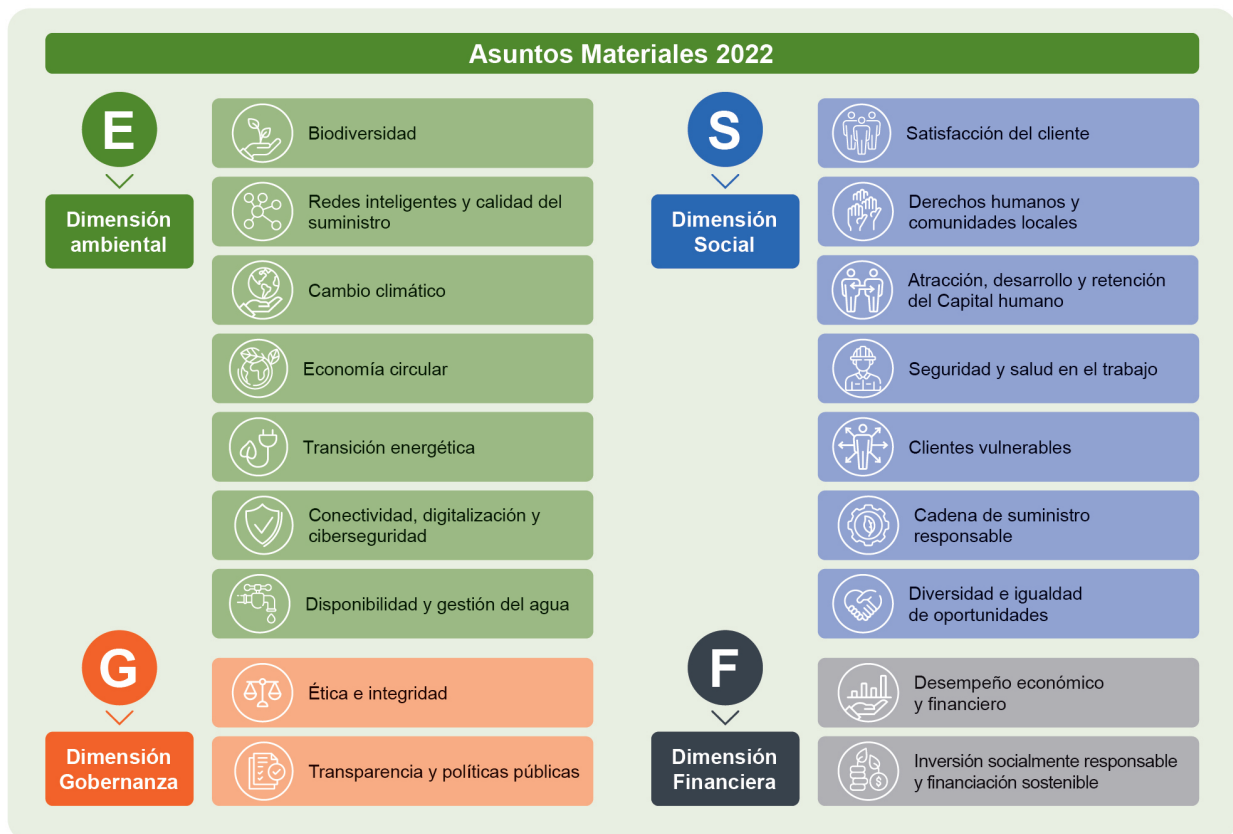 Asuntos Materiales 2022
E
Dimensión
ambiental
Biodiversidad
Redes inteligentes y calidad del
suministro
Cambio climático
Economía circular
Transición energética
Conectividad, digitalización y
ciberseguridad
Disponibilidad y gestión del agua
S
Dimensión
Social
Satisfacción del cliente
Derechos humanos y
comunidades locales
Atracción, desarrollo y retención
del Capital humano
Seguridad y salud en el trabajo
Clientes vulnerables
Cadena de suministro
responsable
Diversidad e igualdad
de oportunidades
G
Dimensión
Gobernanza
Ética e integridad
Transparencia y políticas públicas
F
Dimensión
Financiera
Desempeño económico
y financiero
Inversión socialmente responsable
y financiación sostenible
$